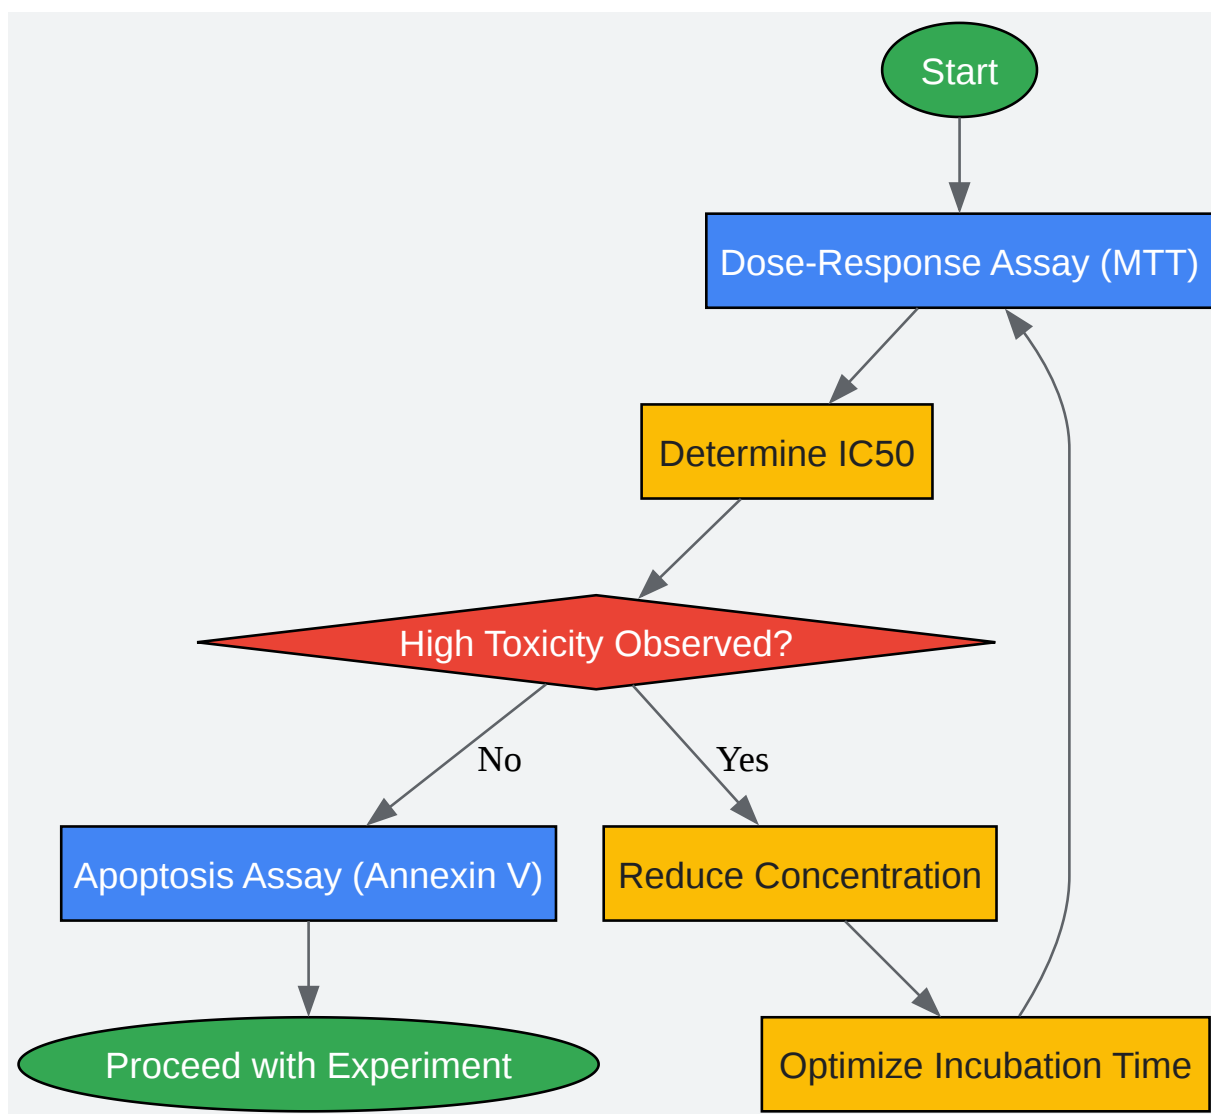 Start
Dose-Response Assay (MTT)
Determine IC50
High Toxicity Observed?
No
Yes
Apoptosis Assay (Annexin V)
Reduce Concentration
Proceed with Experiment
Optimize Incubation Time